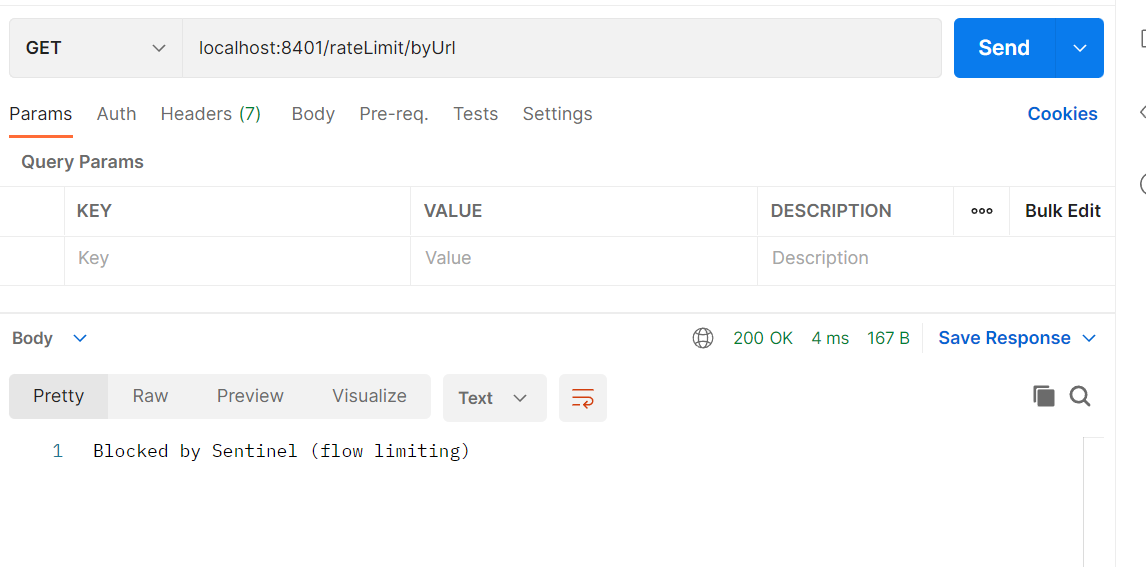 GET localhost:8401/rateLimit/byUrl Send
Params Auth Headers (7) Body Pre-req. Tests Settings Cookies
Query Params
KEY VALUE DESCRIPTION ooo Bulk Edit
Key Value Description
Body 200 OK 4 ms 167 B Save Response
Pretty Raw Preview Visualize Text
1 Blocked by Sentinel (flow limiting)